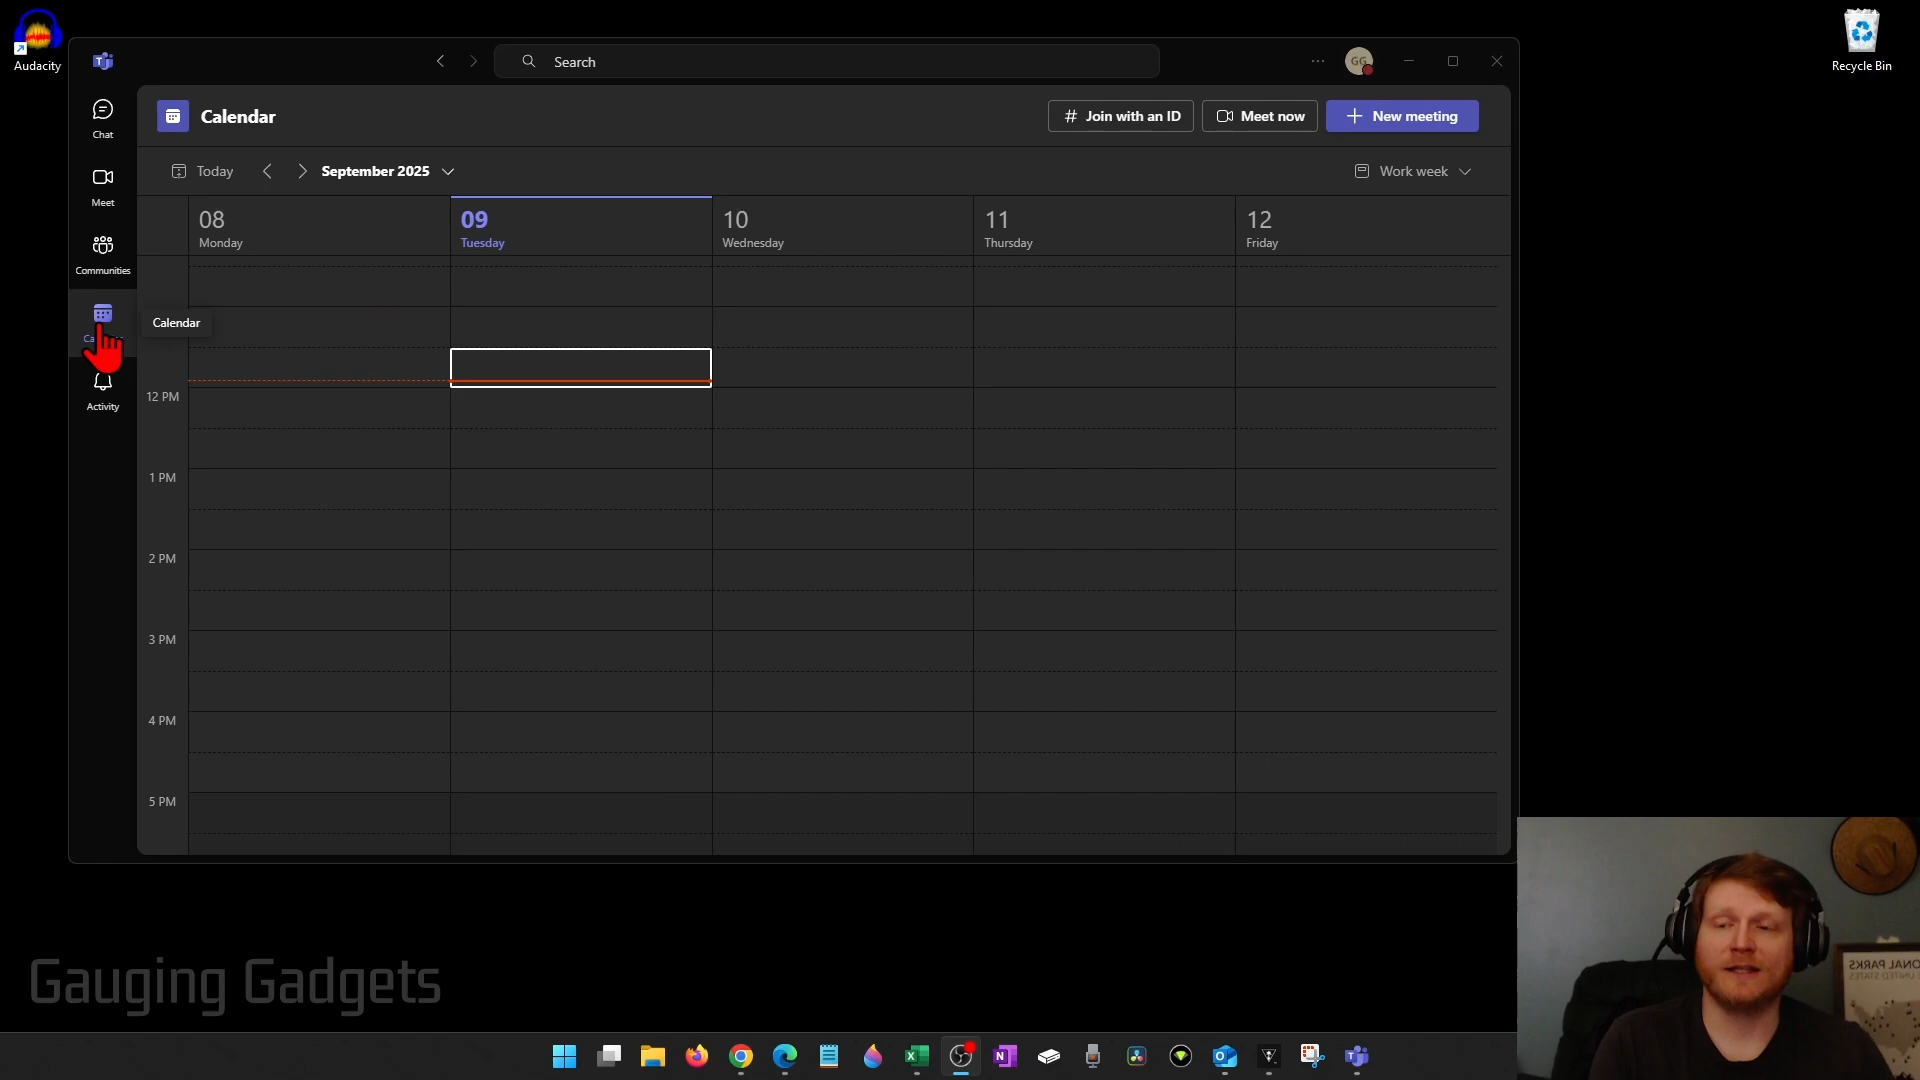 Audacity
Recycle Bin
Search
GG
Chat
Meet
Communities
Calendar
Activity
Calendar
# Join with an ID
Meet now
+ New meeting
Today
September 2025
Work week
08
Monday
09
Tuesday
10
Wednesday
11
Thursday
12
Friday
12 PM
1 PM
2 PM
3 PM
4 PM
5 PM
Gauging Gadgets